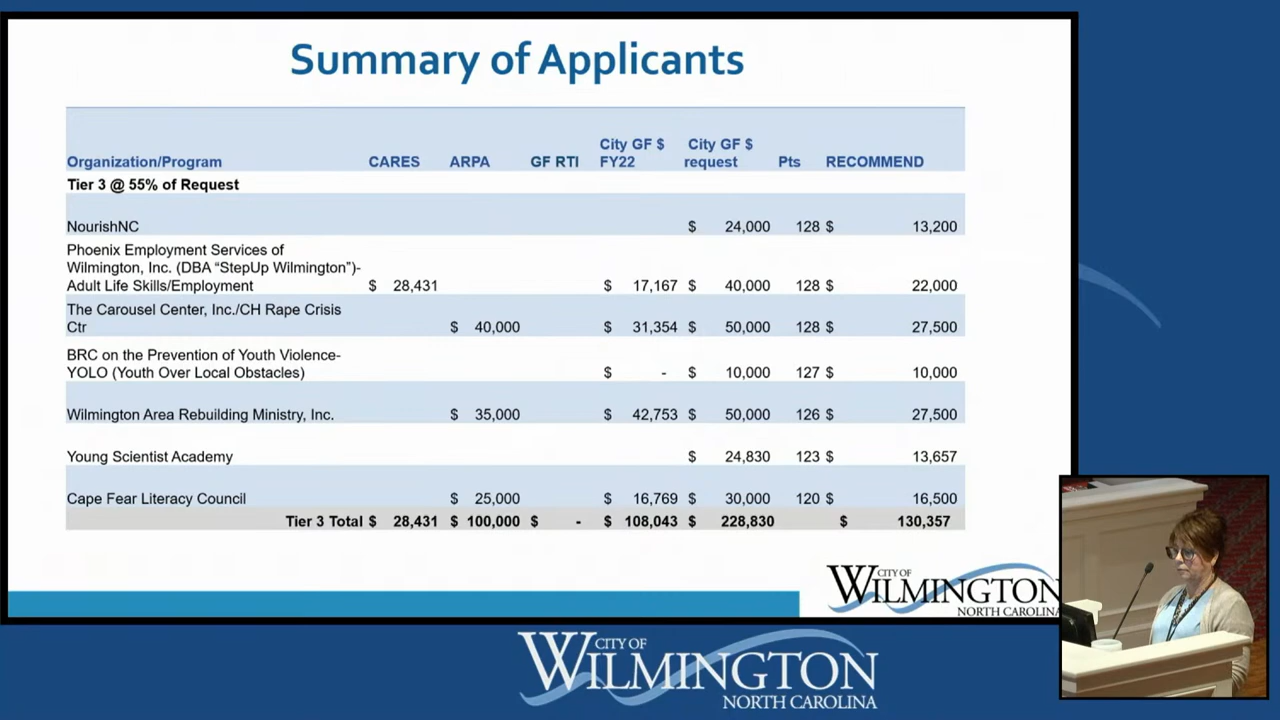 Summary of Applicants
City GF $ City GF $
Organization/Program CARES ARPA GF RTI FY22 request Pts RECOMMEND
Tier 3 @ 55% of Request
NourishNC $ 24,000 128 $ 13,200
Phoenix Employment Services of
Wilmington, Inc. (DBA “StepUp Wilmington”)-
Adult Life Skills/Employment $ 28,431 $ 17,167 $ 40,000 128 $ 22,000
The Carousel Center, Inc./CH Rape Crisis
Ctr $ 40,000 $ 31,354 $ 50,000 128 $ 27,500
BRC on the Prevention of Youth Violence-
YOLO (Youth Over Local Obstacles) $ - $ 10,000 127 $ 10,000
Wilmington Area Rebuilding Ministry, Inc. $ 35,000 $ 42,753 $ 50,000 126 $ 27,500
Young Scientist Academy $ 24,830 123 $ 13,657
Cape Fear Literacy Council $ 25,000 $ 16,769 $ 30,000 120 $ 16,500
Tier 3 Total $ 28,431 $ 100,000 $ - $ 108,043 $ 228,830 $ 130,357
CITY OF
WILMINGTON
NORTH CAROLINA
CITY OF
WILMINGTON
NORTH CAROLINA